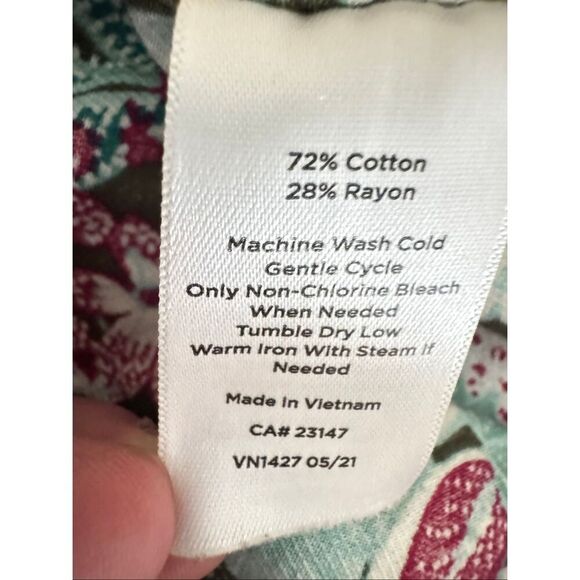 72% Cotton
28% Rayon
Machine Wash Cold
Gentle Cycle
Only Non-Chlorine Bleach
When Needed
Tumble Dry Low
Warm Iron With Steam If
Needed
Made in Vietnam
CA# 23147
VN1427 05/21